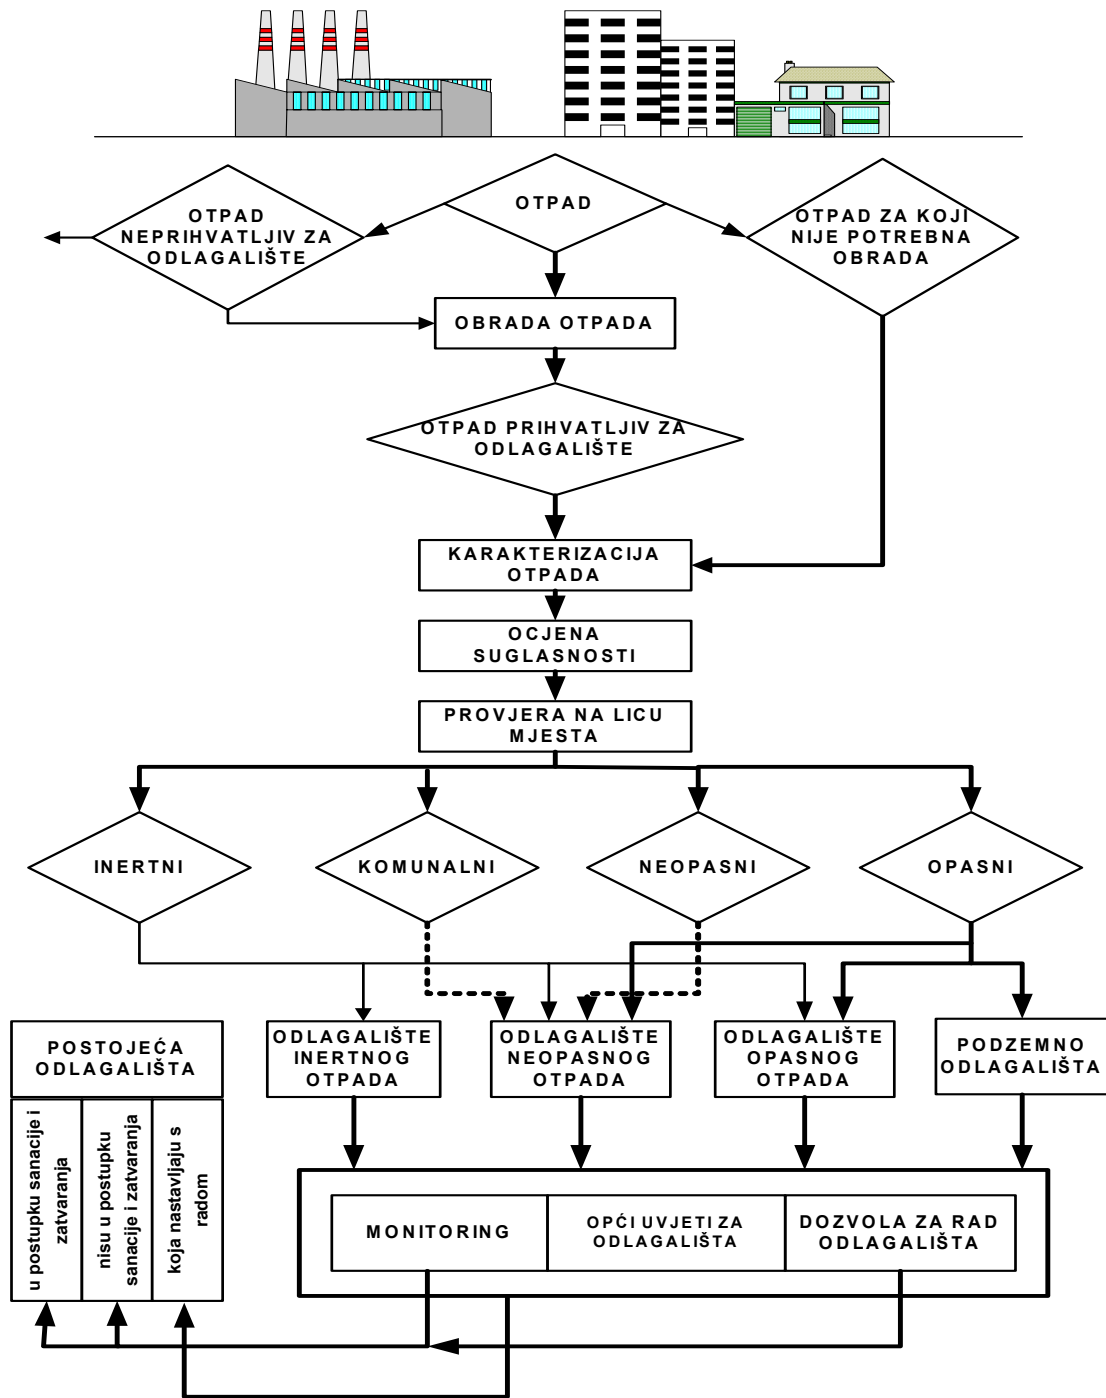 OTPAD
NEPRIHVATLJIV ZA
ODLAGALIŠTE
OTPAD
OTPAD ZA KOJI
NIJE POTREBNA
OBRADA
OBRADA OTPADA
OTPAD PRIHVATLJIV ZA
ODLAGALIŠTE
KARAKTERIZACIJA
OTPADA
OCJENA
SUGLASNOSTI
PROVJERA NA LICU
MJESTA
INERTNI
KOMUNALNI
NEOPASNI
OPASNI
POSTOJEĆA
ODLAGALIŠTA
ODLAGALIŠTE
INERTNOG
OTPADA
ODLAGALIŠTE
NEOPASNOG
OTPADA
ODLAGALIŠTE
OPASNOG
OTPADA
PODZEMNO
ODLAGALIŠTA
u postupku sanacije i
zatvaranja
nisu u postupku
sanacije i zatvaranja
koja nastavljaju s
radom
MONITORING
OPĆI UVJETI ZA
ODLAGALIŠTA
DOZVOLA ZA RAD
ODLAGALIŠTA